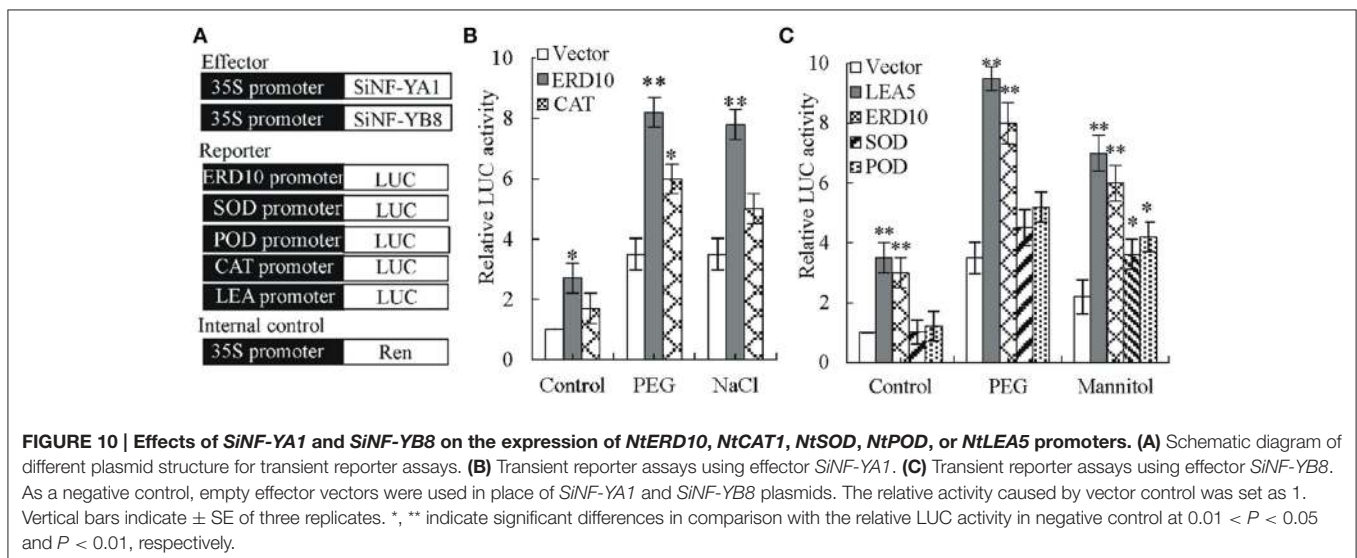 A
Effector
35S promoter SiNF-YA1
35S promoter SiNF-YB8
Reporter
ERD10 promoter LUC
SOD promoter LUC
POD promoter LUC
CAT promoter LUC
LEA promoter LUC
Internal control
35S promoter Ren
B
Relative LUC activity
10
8
6
4
2
0
Vector
ERD10
CAT
*
**
*
**
Control PEG NaCl
C
Relative LUC activity
10
8
6
4
2
0
Vector
LEA5
ERD10
SOD
POD
**
**
**
**
**
**
*
*
Control PEG Mannitol
FIGURE 10 | Effects of SiNF-YA1 and SiNF-YB8 on the expression of NtERD10, NtCAT1, NtSOD, NtPOD, or NtLEA5 promoters. (A) Schematic diagram of
different plasmid structure for transient reporter assays. (B) Transient reporter assays using effector SiNF-YA1. (C) Transient reporter assays using effector SiNF-YB8.
As a negative control, empty effector vectors were used in place of SiNF-YA1 and SiNF-YB8 plasmids. The relative activity caused by vector control was set as 1.
Vertical bars indicate ± SE of three replicates. *, ** indicate significant differences in comparison with the relative LUC activity in negative control at 0.01 < P < 0.05
and P < 0.01, respectively.